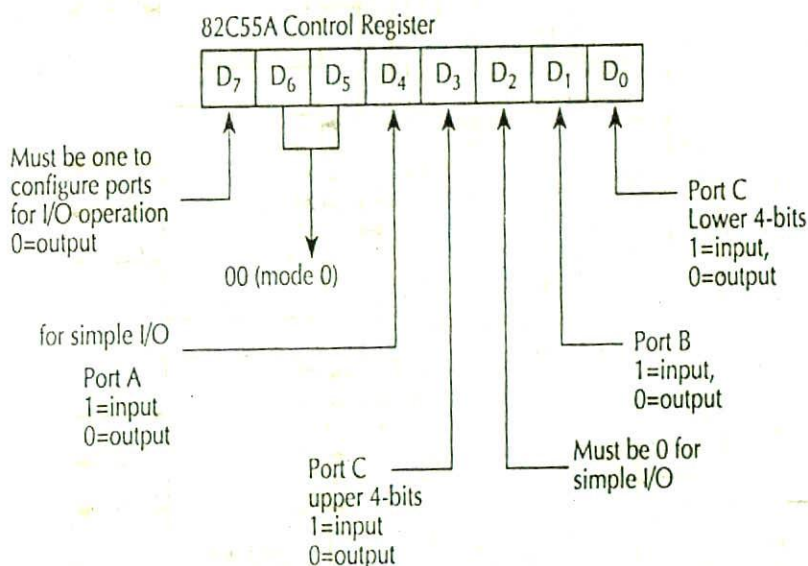 82C55A Control Register
D7 D6 D5 D4 D3 D2 D1 D0
Must be one to
configure ports
for I/O operation
0=output
00 (mode 0)
for simple I/O
Port A
1=input
0=output
Port C
upper 4-bits
1=input
0=output
Must be 0 for
simple I/O
Port B
1=input,
0=output
Port C
Lower 4-bits
1=input,
0=output